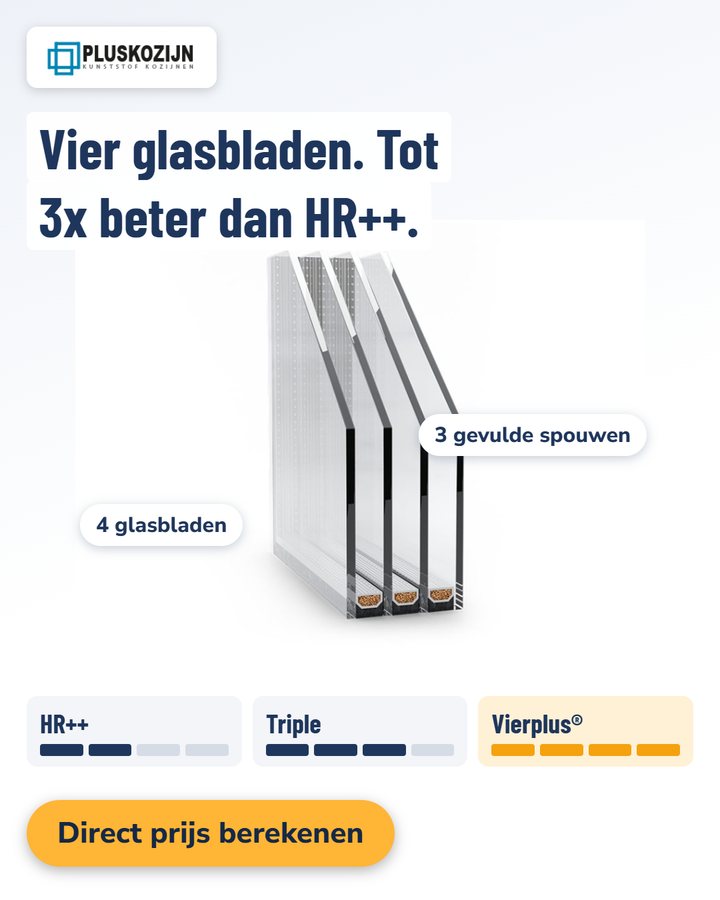 PLUSKOZIJN
KUNSTSTOF KOZIJNEN
Vier glasbladen. Tot
3x beter dan HR++.
3 gevulde spouwen
4 glasbladen
HR++
Triple
Vierplus®
Direct prijs berekenen